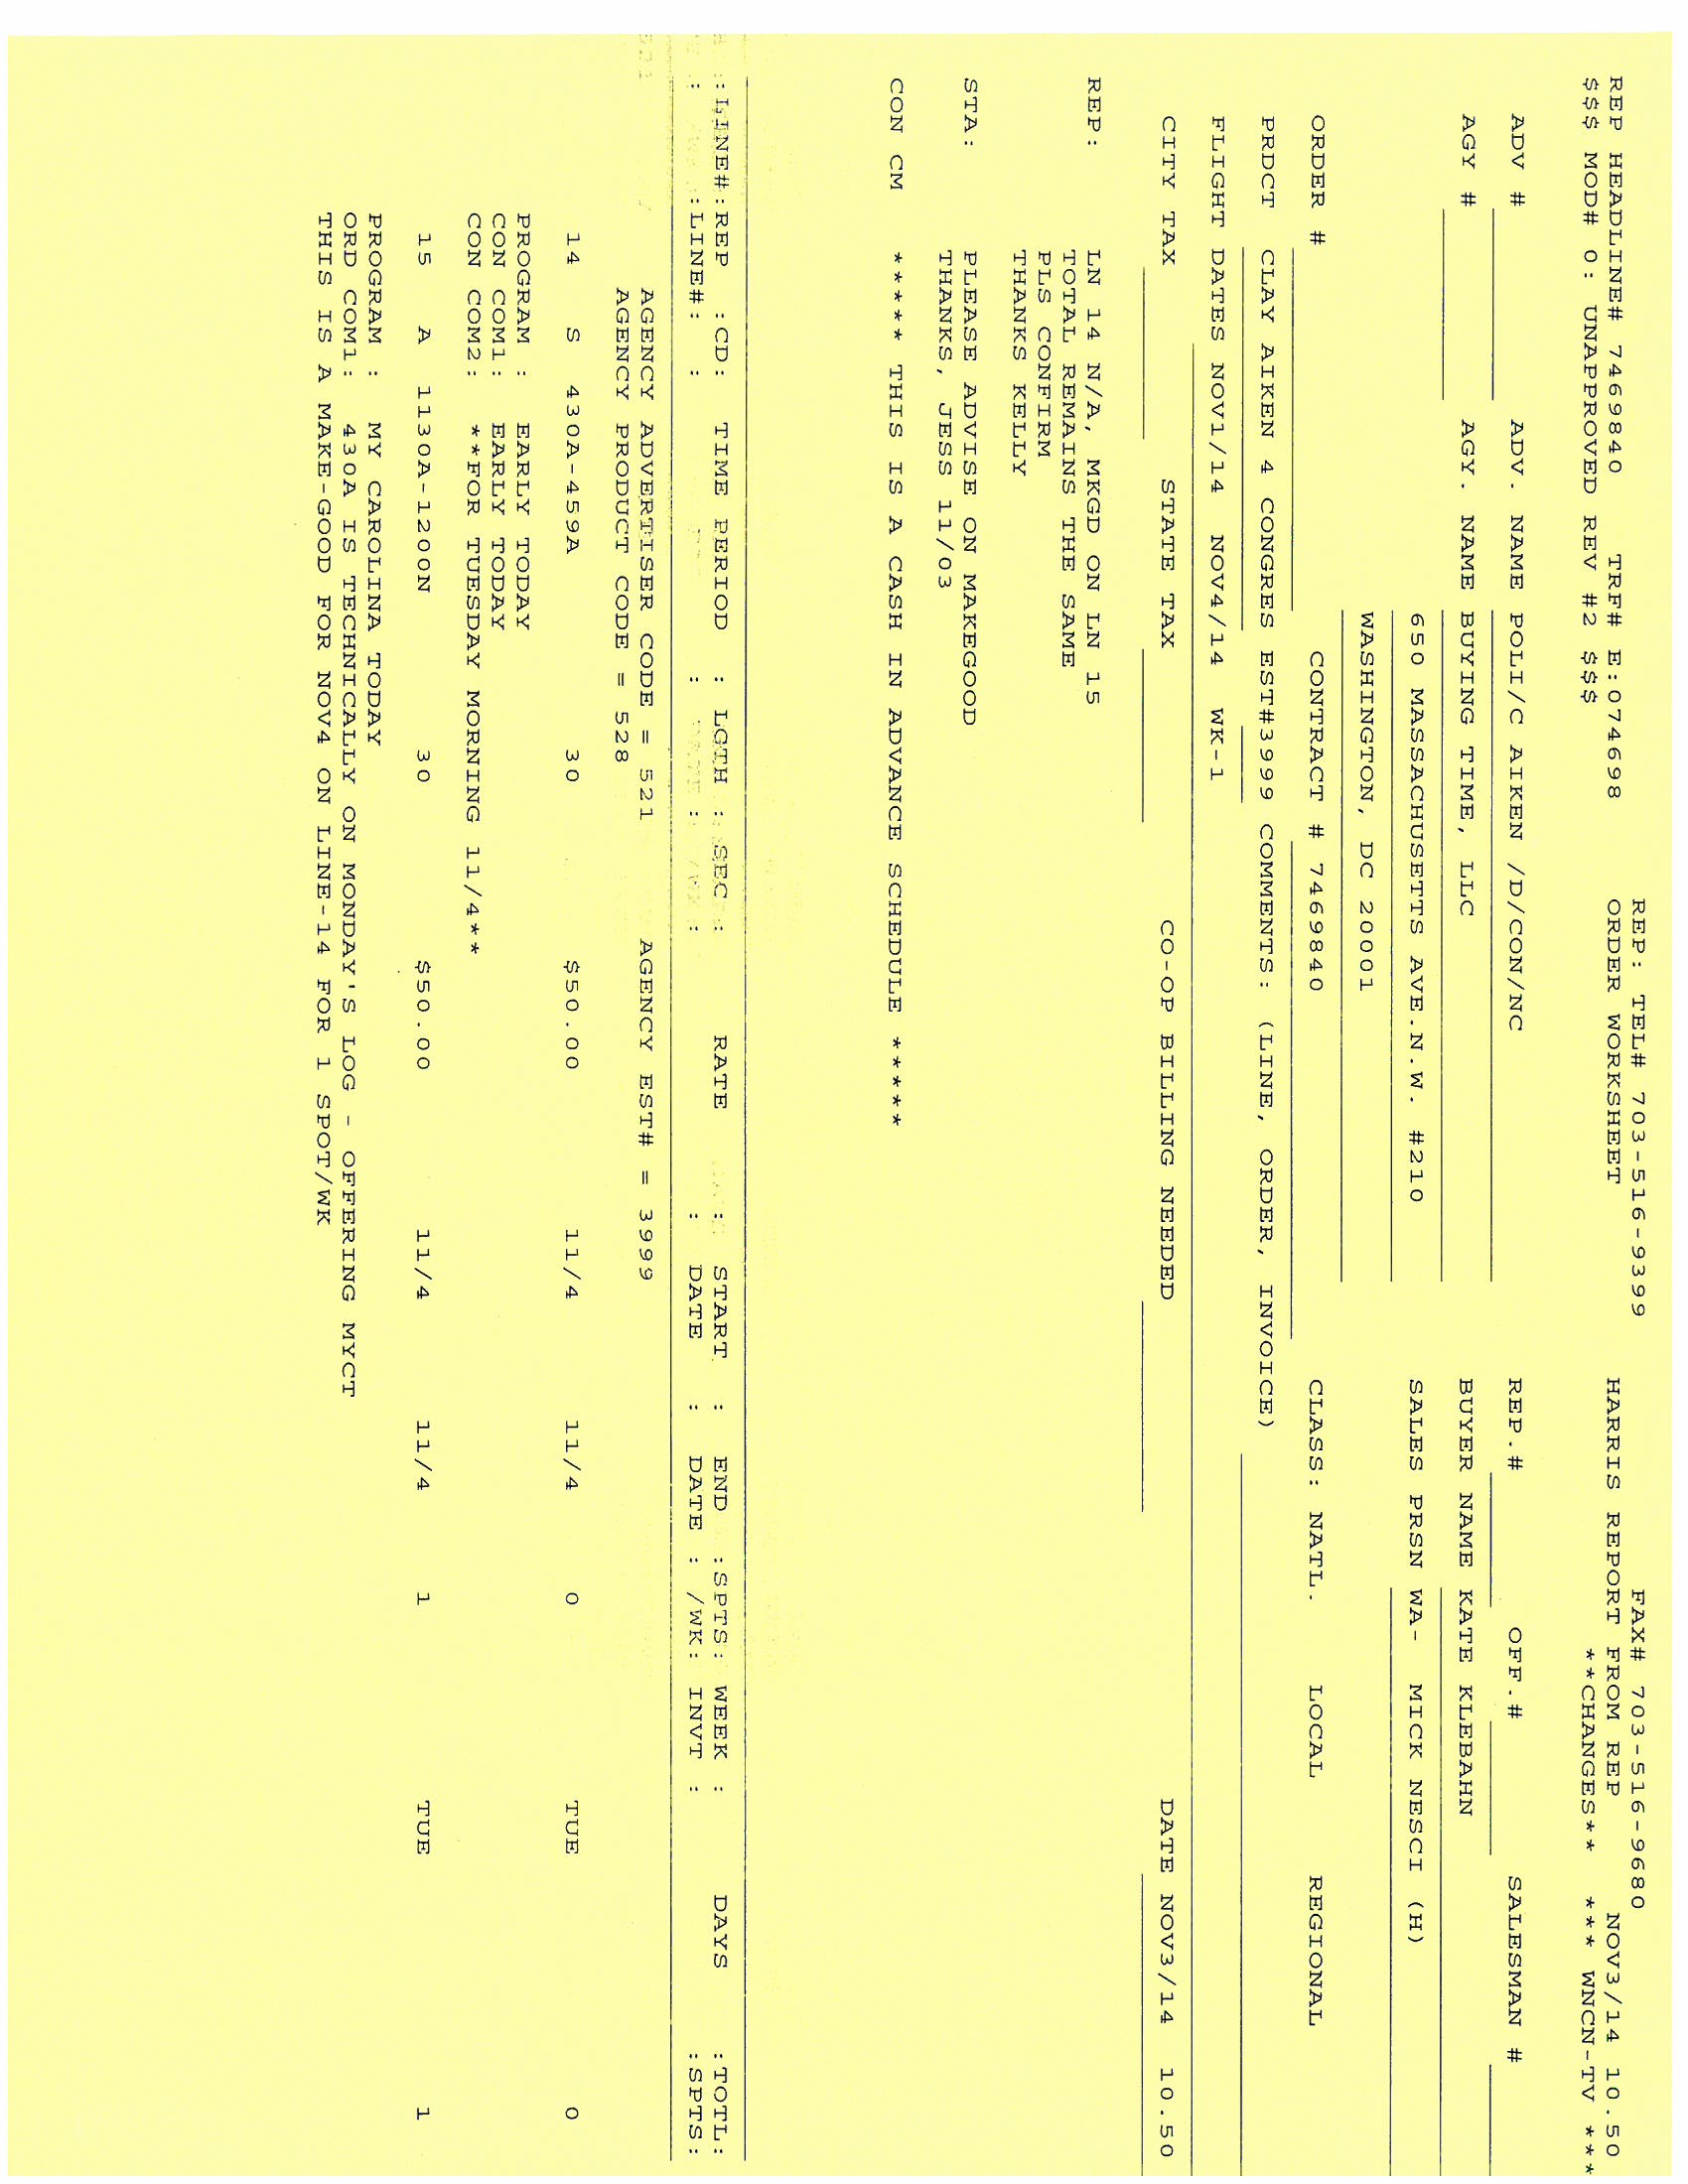 REP: TEL# 703-516-9399 FAX# 703-516-9680
REP HEADLINE# 7469840 TRF# E:074698 ORDER WORKSHEET HARRIS REPORT FROM REP NOV3/14 10.50
$$$ MOD# 0: UNAPPROVED REV #2 $$$ **CHANGES** *** WNCN-TV ***
ADV # ADV. NAME POLI/C AIKEN /D/CON/NC REP.# OFF.# SALESMAN #
AGY # AGY. NAME BUYING TIME, LLC BUYER NAME KATE KLEBAHN
650 MASSACHUSETTS AVE.N.W. #210 SALES PRSN WA- MICK NESCI (H)
WASHINGTON, DC 20001
ORDER # CONTRACT # 7469840 CLASS: NATL. LOCAL REGIONAL
PRDCT CLAY AIKEN 4 CONGRES EST#3999 COMMENTS: (LINE, ORDER, INVOICE)
FLIGHT DATES NOV1/14 NOV4/14 WK-1
CITY TAX STATE TAX CO-OP BILLING NEEDED DATE NOV3/14 10.50
REP: LN 14 N/A, MKGD ON LN 15
TOTAL REMAINS THE SAME
PLS CONFIRM
THANKS KELLY
STA: PLEASE ADVISE ON MAKEGOOD
THANKS, JESS 11/03
CON CM ***** THIS IS A CASH IN ADVANCE SCHEDULE *****
:LINE#:REP :CD: TIME PERIOD : LGTH : SEC : RATE : START : END :SPTS: WEEK : DAYS :TOTL:
: :LINE#: : : : : DATE : DATE : /WK: INVT : :SPTS:
AGENCY ADVERTISER CODE = 521 AGENCY EST# = 3999
AGENCY PRODUCT CODE = 528
14 S 430A-459A 30 $50.00 11/4 11/4 0 TUE 0
PROGRAM : EARLY TODAY
CON COM1: EARLY TODAY
CON COM2: **FOR TUESDAY MORNING 11/4**
15 A 1130A-1200N 30 $50.00 11/4 11/4 1 TUE 1
PROGRAM : MY CAROLINA TODAY
ORD COM1: 430A IS TECHNICALLY ON MONDAY'S LOG - OFFERING MYCT
THIS IS A MAKE-GOOD FOR NOV4 ON LINE-14 FOR 1 SPOT/WK